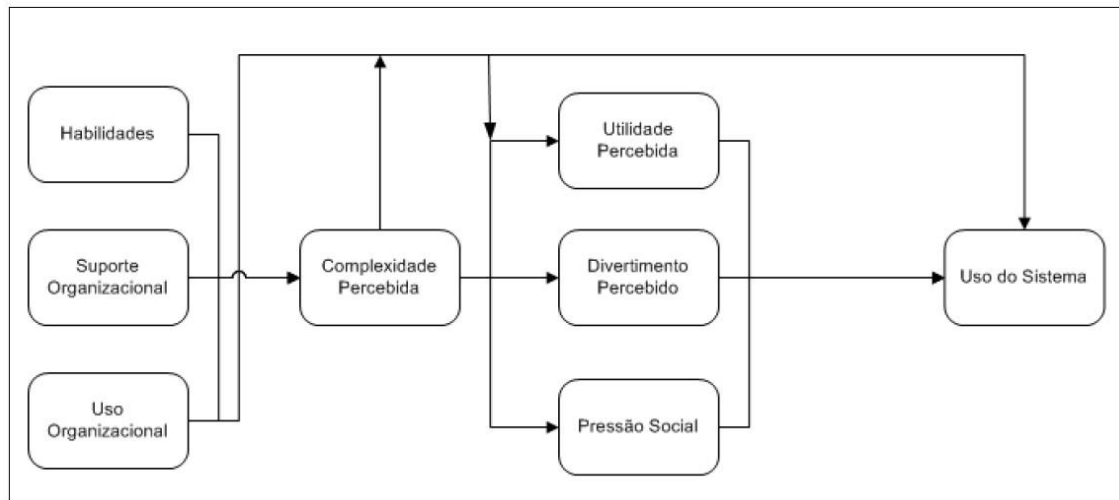 Habilidades
Suporte
Organizacional
Uso
Organizacional
Complexidade
Percebida
Utilidade
Percebida
Divertimento
Percebido
Pressão Social
Uso do Sistema